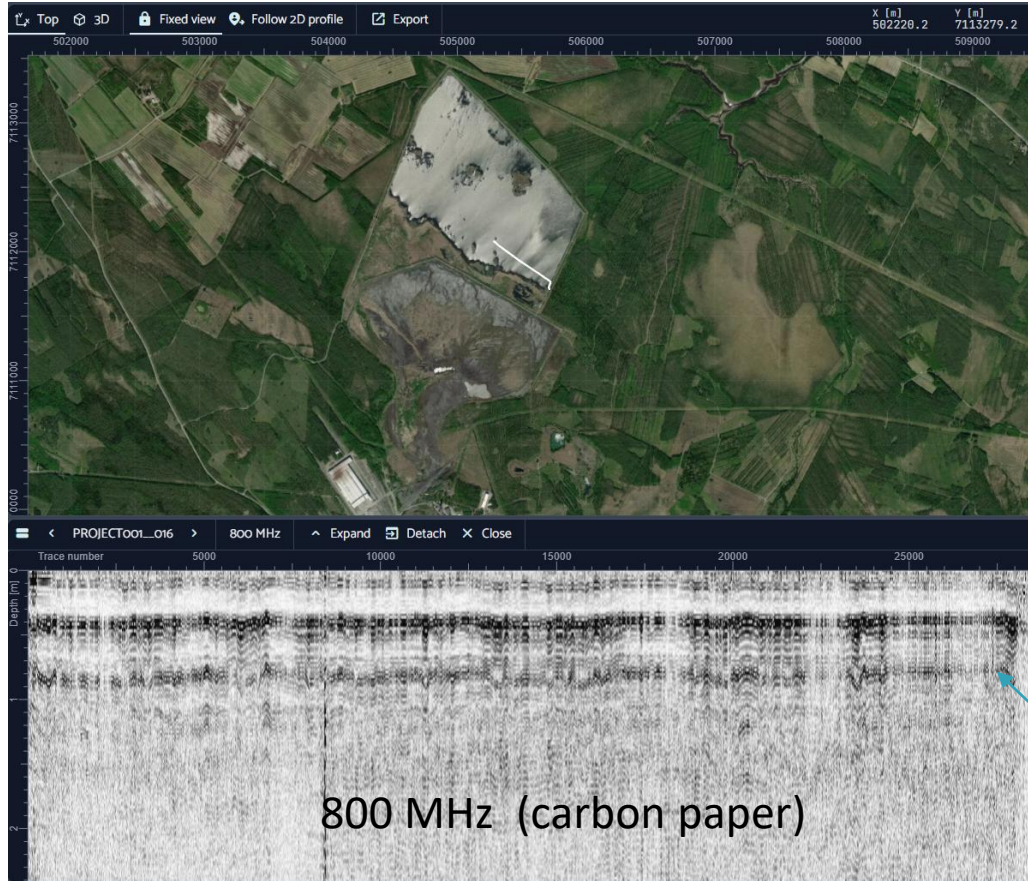 Top 3D Fixed view Follow 2D profile Export
X [m] Y [m]
502220.2 7113279.2
502000 503000 504000 505000 506000 507000 508000 509000
7113000
7112000
7111000
0000
PROJECT001__016 800 MHz Expand Detach Close
Trace number 5000 10000 15000 20000 25000
Depth [m] 0
1
2
800 MHz (carbon paper)